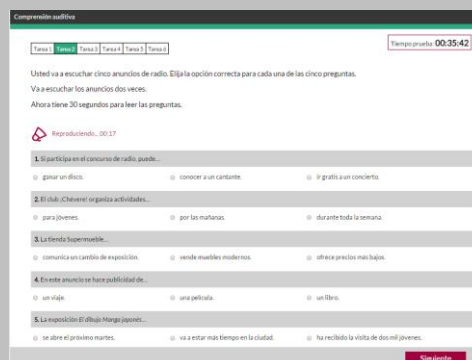 Comprensión auditiva
Tiempo prueba: 00:35:42
Tarea 1 Tarea 2 Tarea 3 Tarea 4 Tarea 5 Tarea 6
Usted va a escuchar cinco anuncios de radio. Elija la opción correcta para cada una de las cinco preguntas.
Va a escuchar los anuncios dos veces.
Ahora tiene 30 segundos para leer las preguntas.
Reproduciendo... 00:17
1. Si participa en el concurso de radio, puede...
ganar un disco. conocer a un cantante. ir gratis a un concierto.
2. El club ¡Chévere! organiza actividades...
para jóvenes. por las mañanas. durante toda la semana.
3. La tienda Supermueble...
comunica un cambio de exposición. vende muebles modernos. ofrece precios más bajos.
4. En este anuncio se hace publicidad de...
un viaje. una película. un libro.
5. La exposición El dibujo Manga japonés...
se abre el próximo martes. va a estar más tiempo en la ciudad. ha recibido la visita de dos mil jóvenes.
Siguiente